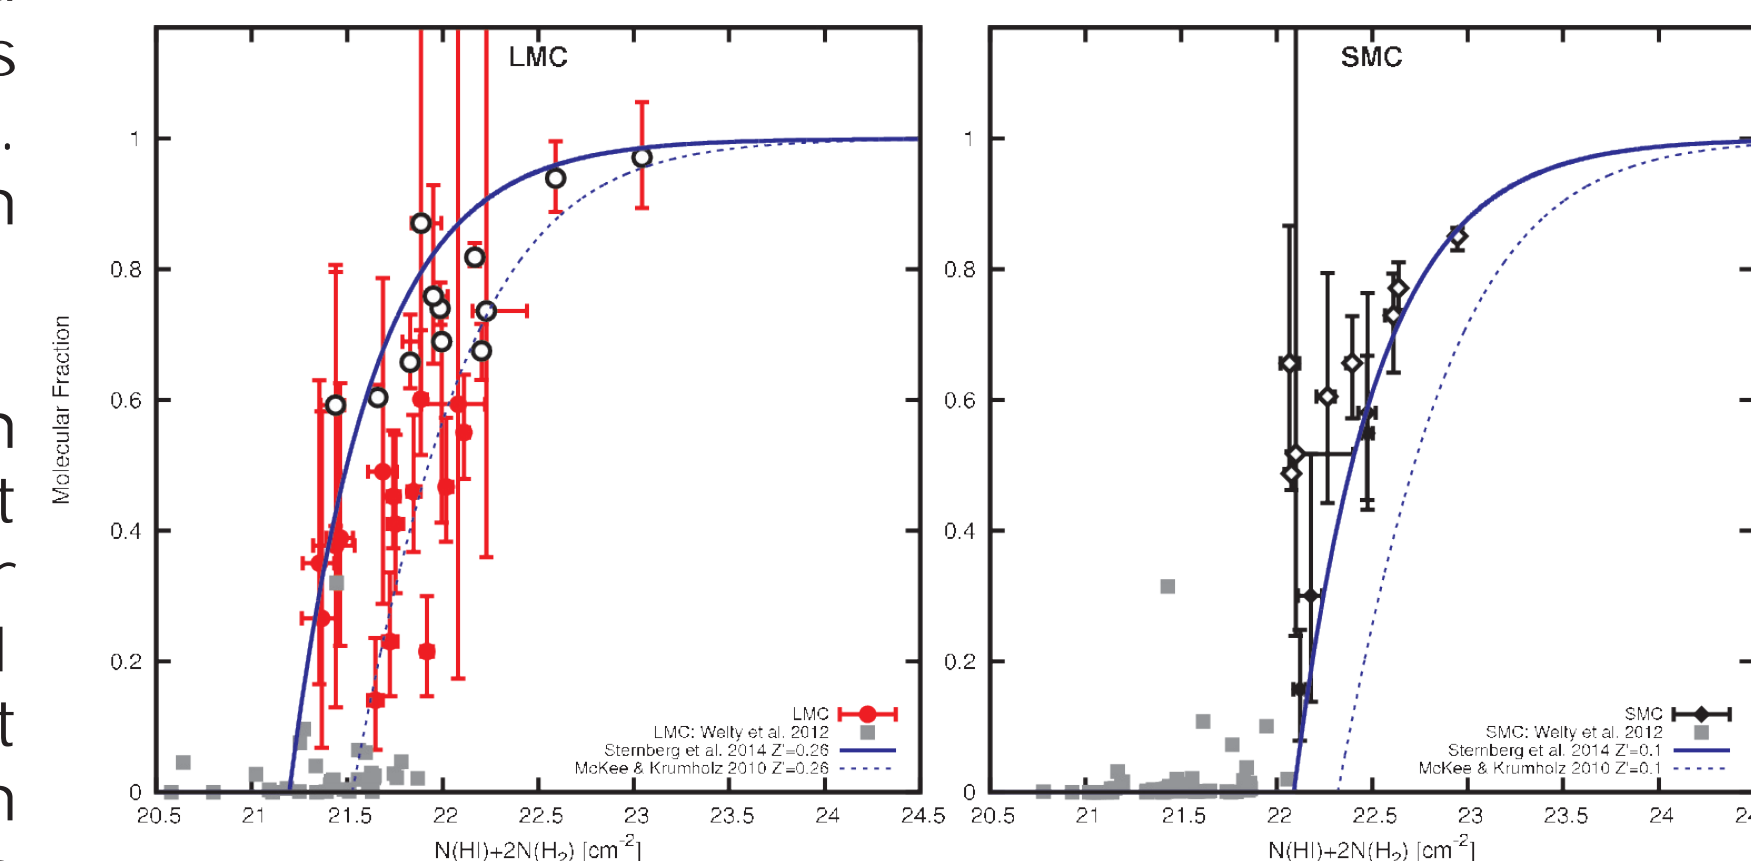 s
.
n
LMC
Molecular Fraction
1
0.8
0.6
0.4
0.2
0
20.5 21 21.5 22 22.5 23 23.5 24 24.5
N(HI)+2N(H₂) [cm⁻²]
LMC
LMC: Welty et al. 2012
Sternberg et al. 2014 Z'=0.26
McKee & Krumholz 2010 Z'=0.26
SMC
1
0.8
0.6
0.4
0.2
0
20.5 21 21.5 22 22.5 23 23.5 24
N(HI)+2N(H₂) [cm⁻²]
SMC
SMC: Welty et al. 2012
Sternberg et al. 2014 Z'=0.1
McKee & Krumholz 2010 Z'=0.1
n
t
t
n